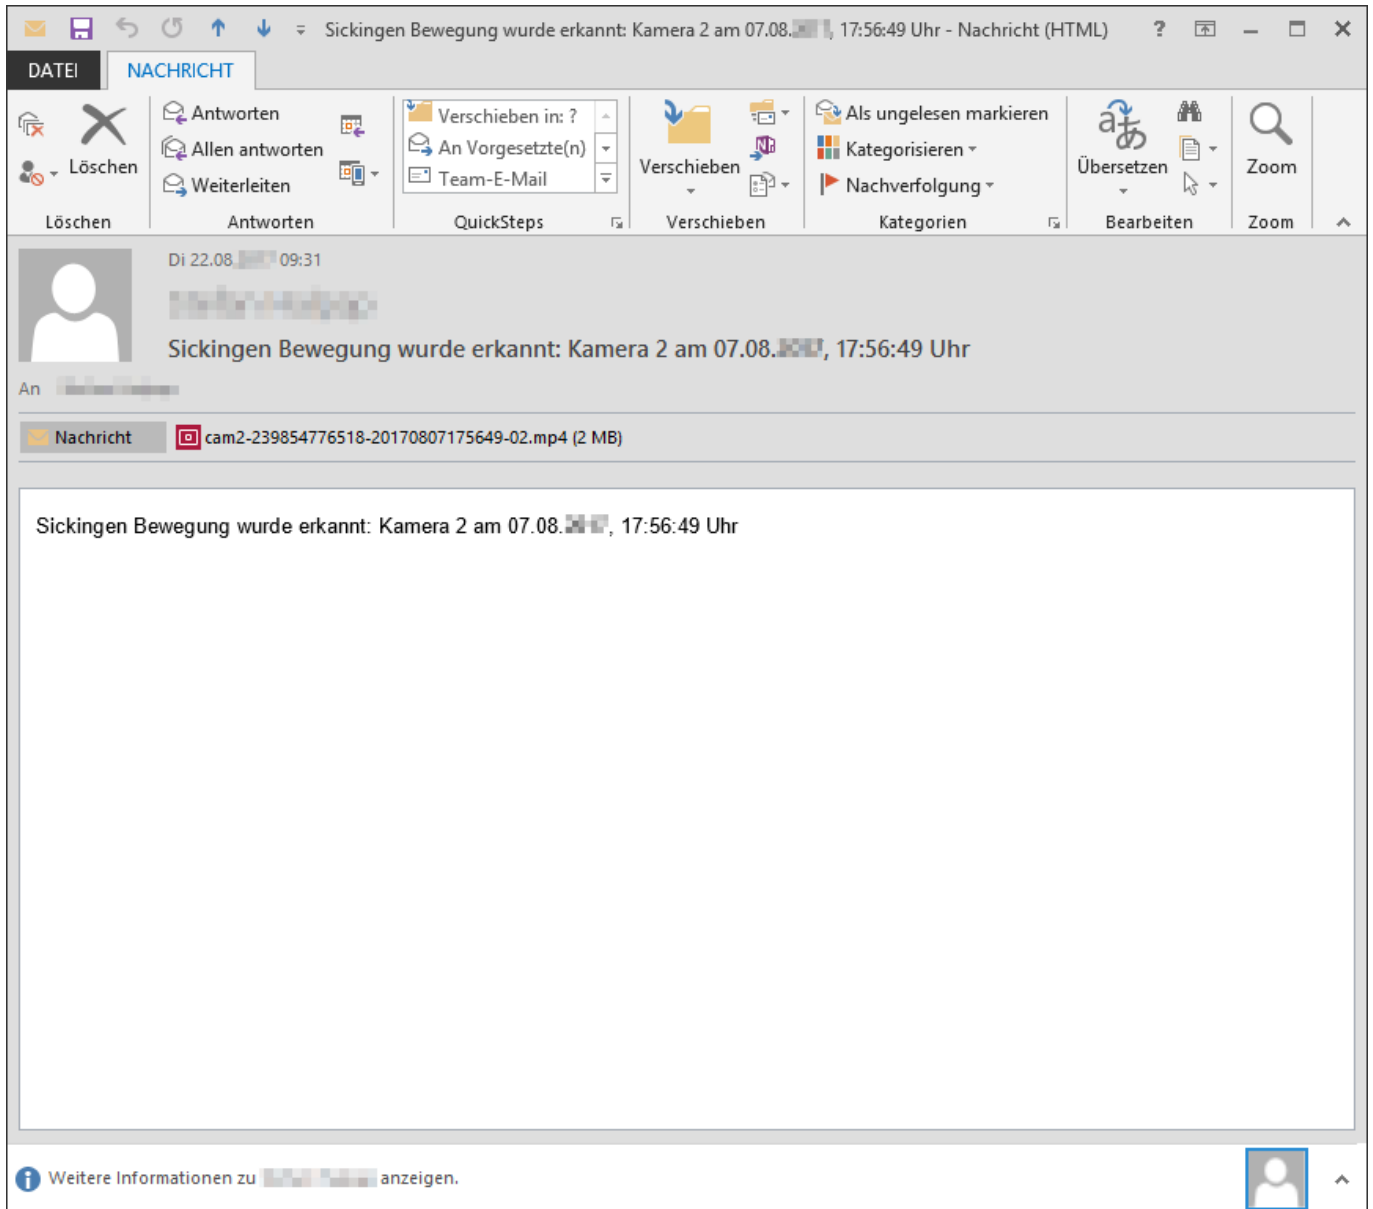 Sickingen Bewegung wurde erkannt: Kamera 2 am 07.08. , 17:56:49 Uhr - Nachricht (HTML) ?
DATEI NACHRICHT
Löschen
Löschen
Antworten
Allen antworten
Weiterleiten
Antworten
Verschieben in: ?
An Vorgesetzte(n)
Team-E-Mail
QuickSteps
Verschieben
Verschieben
Als ungelesen markieren
Kategorisieren
Nachverfolgung
Kategorien
Übersetzen
Bearbeiten
Zoom
Zoom
Di 22.08. 09:31
Sickingen Bewegung wurde erkannt: Kamera 2 am 07.08. , 17:56:49 Uhr
An
Nachricht cam2-239854776518-20170807175649-02.mp4 (2 MB)
Sickingen Bewegung wurde erkannt: Kamera 2 am 07.08. , 17:56:49 Uhr
Weitere Informationen zu anzeigen.